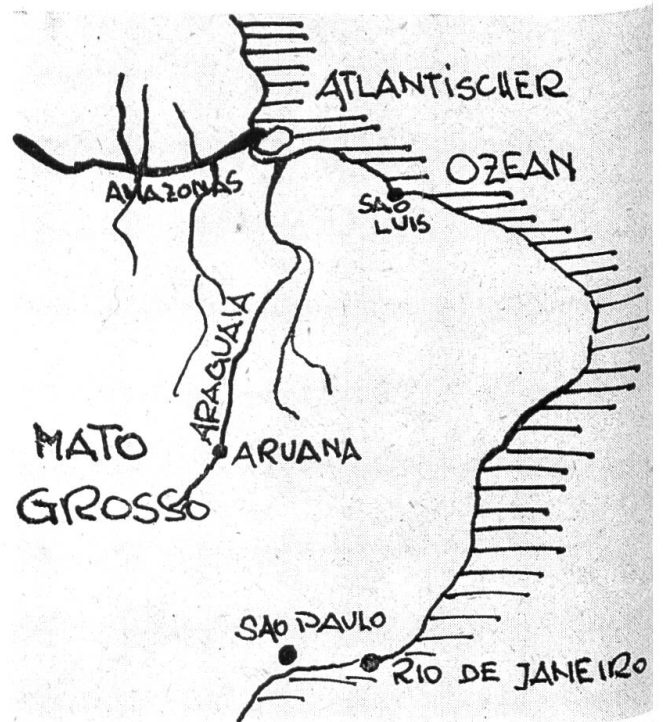 ATLANTiSCHER
OZEAN
AMAZONAS
SAO
LUIS
ARAGUAIA
MATO
GROSSO
ARUANA
SAO PAULO
RIO DE JANEIRO